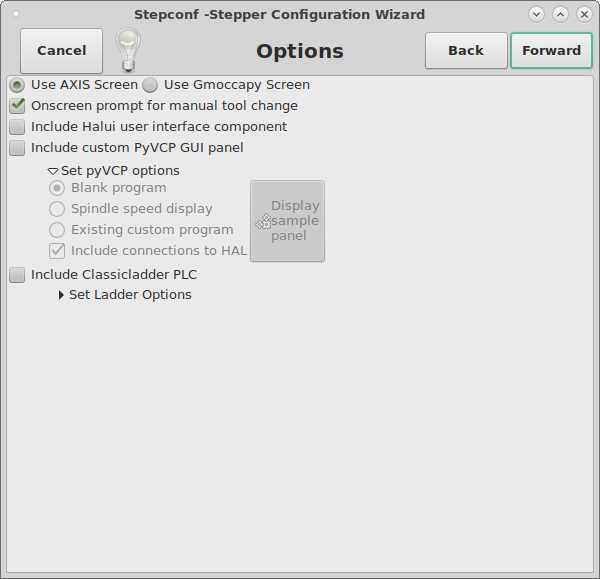 Stepconf -Stepper Configuration Wizard
Cancel
Options
Back
Forward
Use AXIS Screen
Use Gmoccapy Screen
Onscreen prompt for manual tool change
Include Halui user interface component
Include custom PyVCP GUI panel
Set pyVCP options
Blank program
Spindle speed display
Existing custom program
Include connections to HAL
Display
sample
panel
Include Classicladder PLC
Set Ladder Options